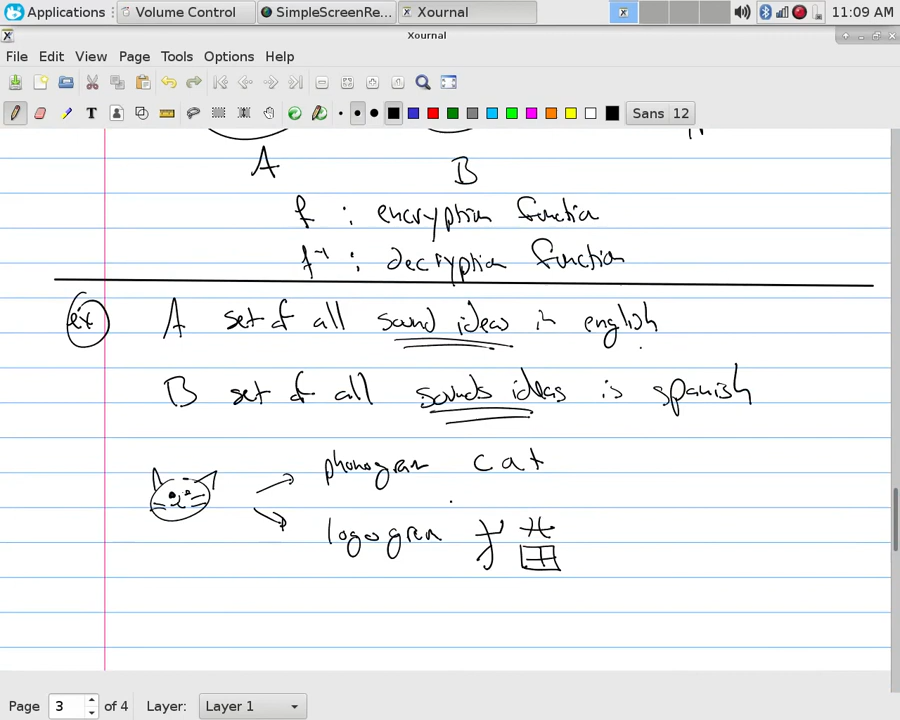 Applications
Volume Control
SimpleScreenRe...
Xournal
11:09 AM
Xournal
File Edit View Page Tools Options Help
Sans 12
A B
f : encryption function
f⁻¹ : decryption function
ex A set of all sound ideas in english
B set of all sounds ideas is spanish
phonogram cat
logogram
Page 3 of 4 Layer: Layer 1